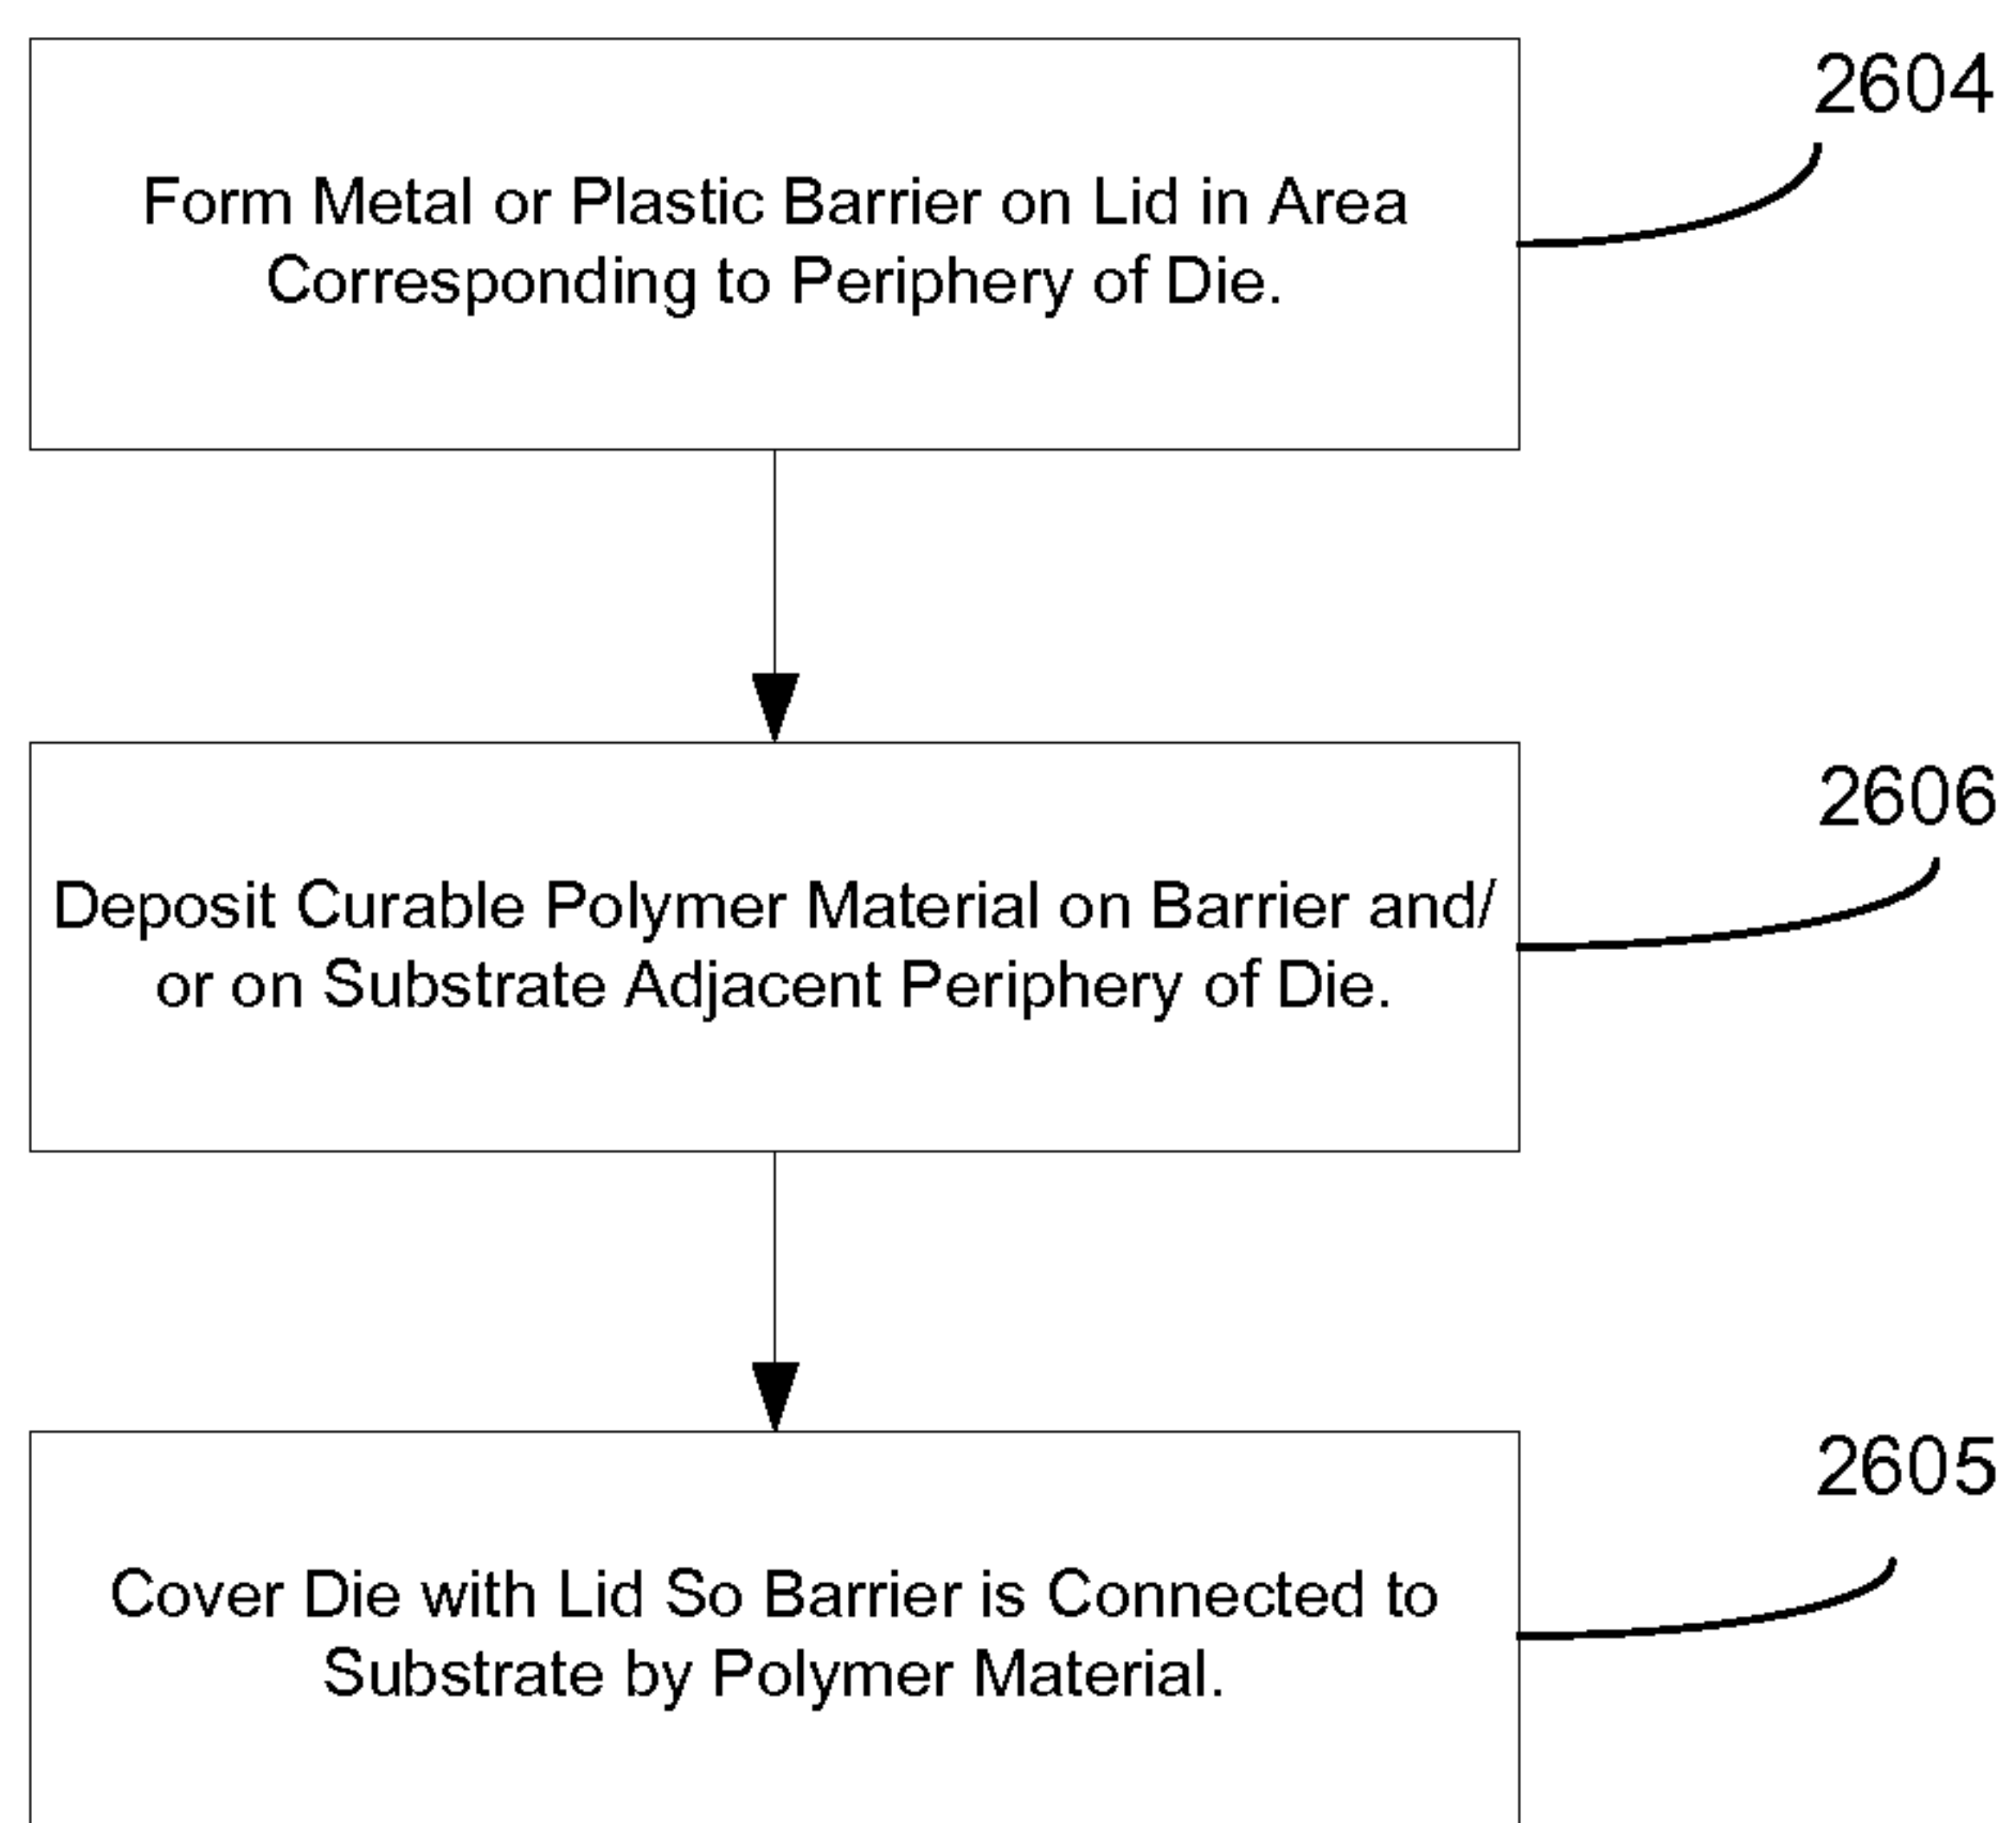 2604
Form Metal or Plastic Barrier on Lid in Area
Corresponding to Periphery of Die.
2606
Deposit Curable Polymer Material on Barrier and/
or on Substrate Adjacent Periphery of Die.
2605
Cover Die with Lid So Barrier is Connected to
Substrate by Polymer Material.